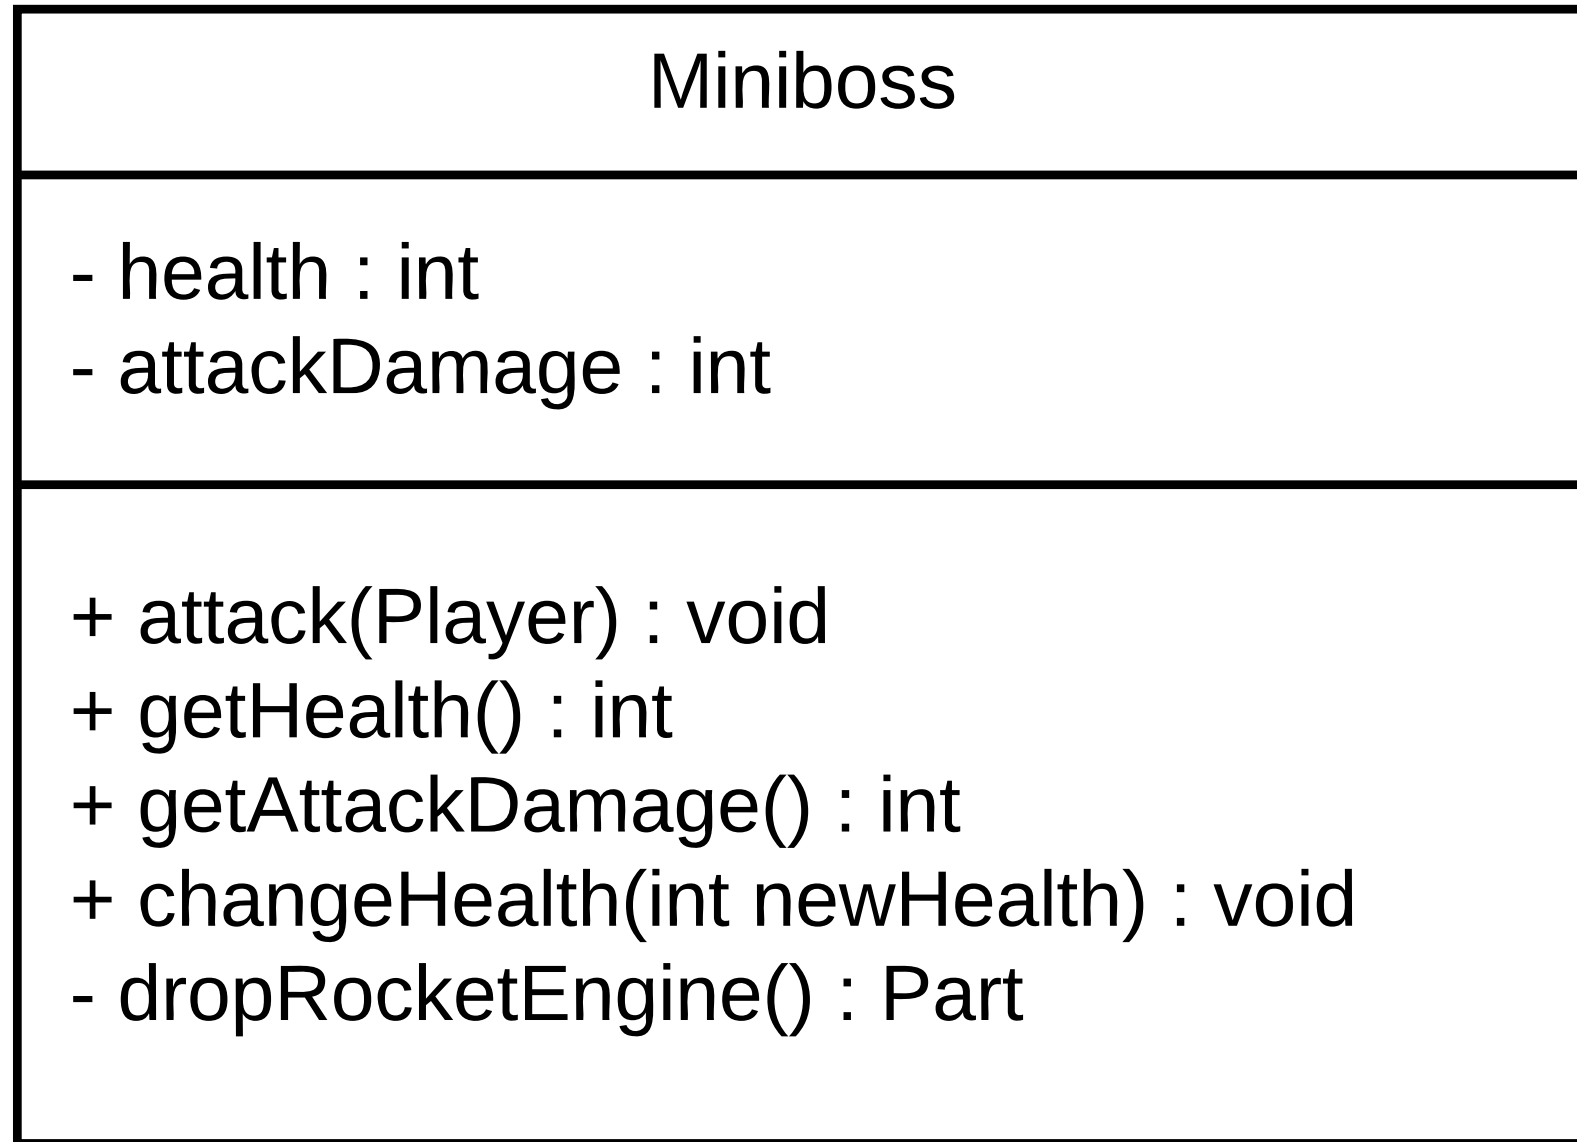 Miniboss
- health : int
- attackDamage : int
+ attack(Player) : void
+ getHealth() : int
+ getAttackDamage() : int
+ changeHealth(int newHealth) : void
- dropRocketEngine() : Part